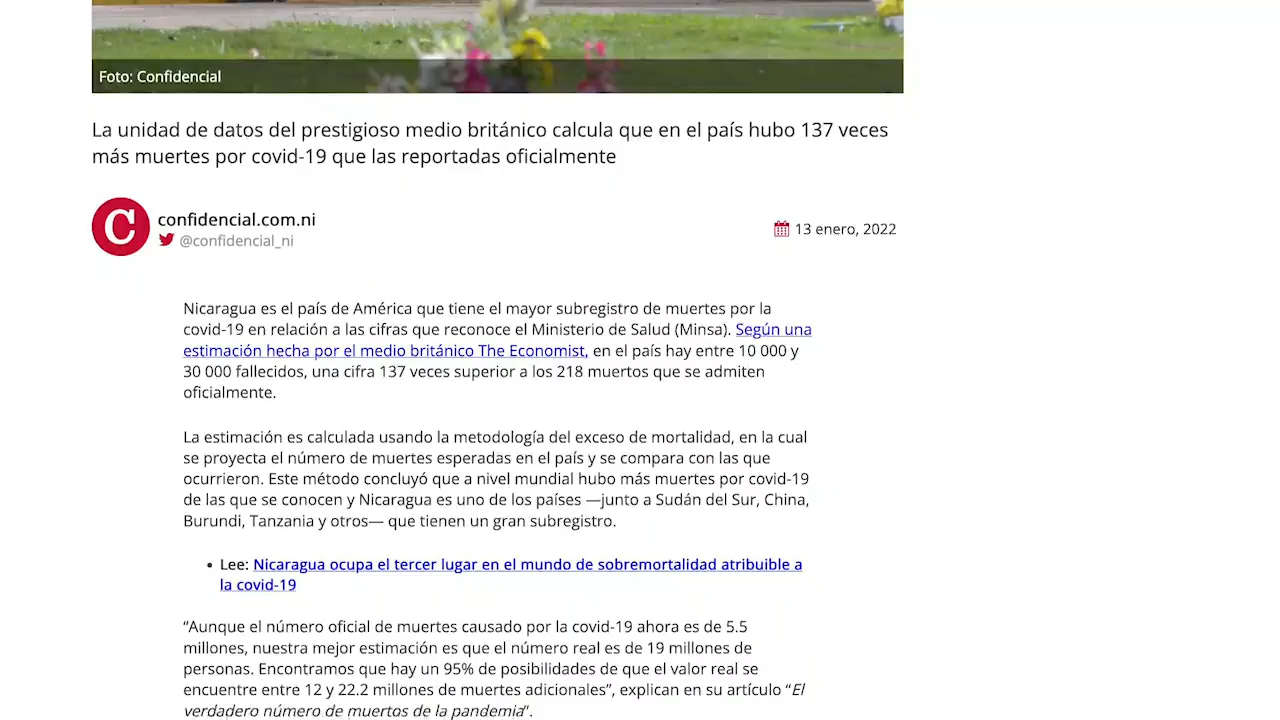 Foto: Confidencial
La unidad de datos del prestigioso medio británico calcula que en el país hubo 137 veces
más muertes por covid-19 que las reportadas oficialmente
C
confidencial.com.ni
@confidencial_ni
13 enero, 2022
Nicaragua es el país de América que tiene el mayor subregistro de muertes por la
covid-19 en relación a las cifras que reconoce el Ministerio de Salud (Minsa). Según una
estimación hecha por el medio británico The Economist, en el país hay entre 10 000 y
30 000 fallecidos, una cifra 137 veces superior a los 218 muertos que se admiten
oficialmente.
La estimación es calculada usando la metodología del exceso de mortalidad, en la cual
se proyecta el número de muertes esperadas en el país y se compara con las que
ocurrieron. Este método concluyó que a nivel mundial hubo más muertes por covid-19
de las que se conocen y Nicaragua es uno de los países —junto a Sudán del Sur, China,
Burundi, Tanzania y otros— que tienen un gran subregistro.
• Lee: Nicaragua ocupa el tercer lugar en el mundo de sobremortalidad atribuible a
la covid-19
“Aunque el número oficial de muertes causado por la covid-19 ahora es de 5.5
millones, nuestra mejor estimación es que el número real es de 19 millones de
personas. Encontramos que hay un 95% de posibilidades de que el valor real se
encuentre entre 12 y 22.2 millones de muertes adicionales”, explican en su artículo “El
verdadero número de muertos de la pandemia”.